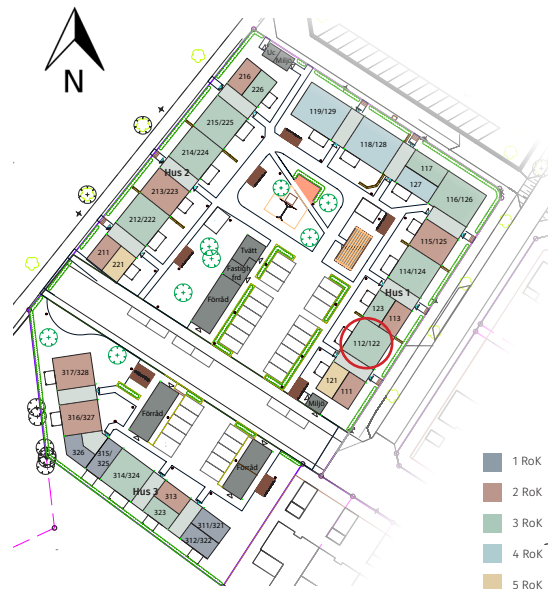 N
Uc
Miljö
216
226
119/129
215/225
118/128
117
214/224
127
Hus 2
116/126
213/223
212/222
115/125
Tvätt
211
221
Fastigh
frd
114/124
Hus 1
Förråd
123
113
112/122
317/328
121
111
Miljö
316/327
Förråd
326
315/
325
Förråd
314/324
Hus 3
313
323
311/321
312/322
1 RoK
2 RoK
3 RoK
4 RoK
5 RoK